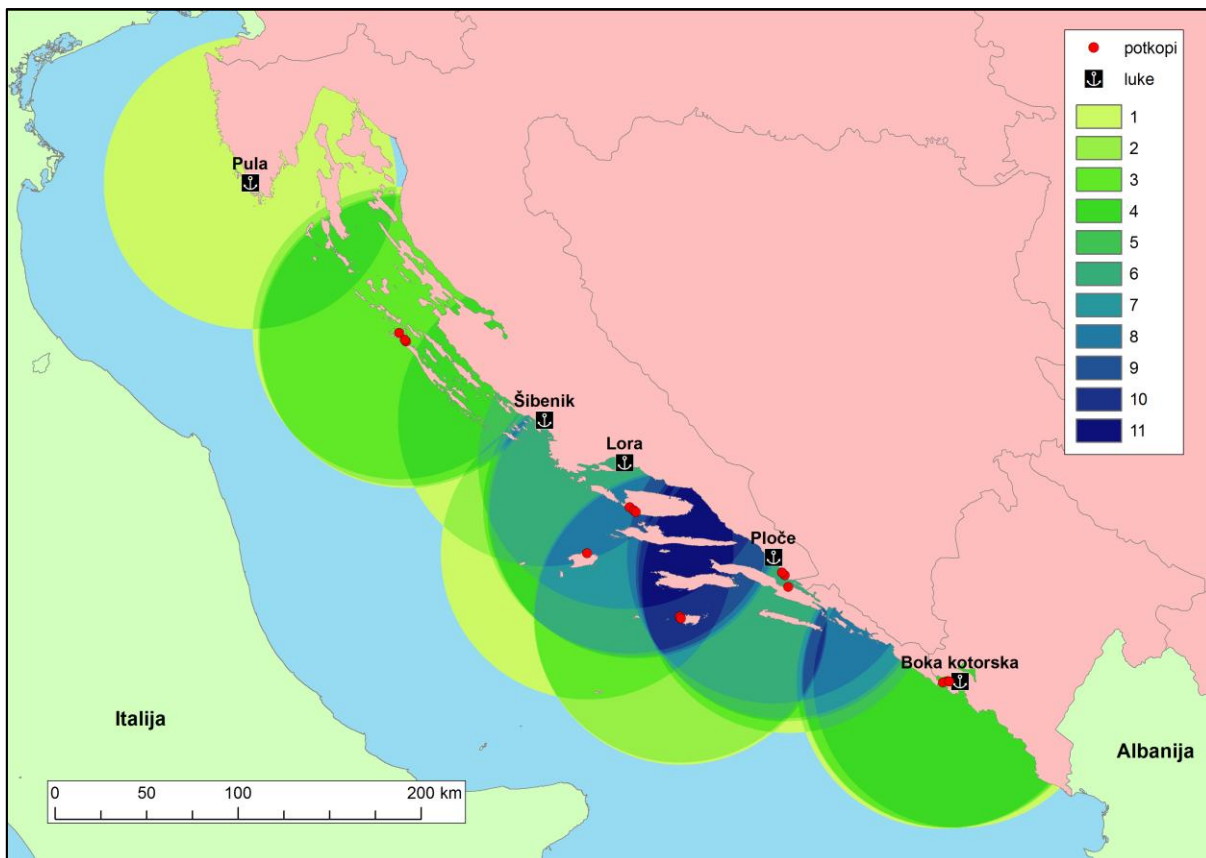 potkopi
luke
1
2
3
4
5
6
7
8
9
10
11
Pula
Šibenik
Lora
Ploče
Boka kotorska
Italija
Albanija
0 50 100 200 km